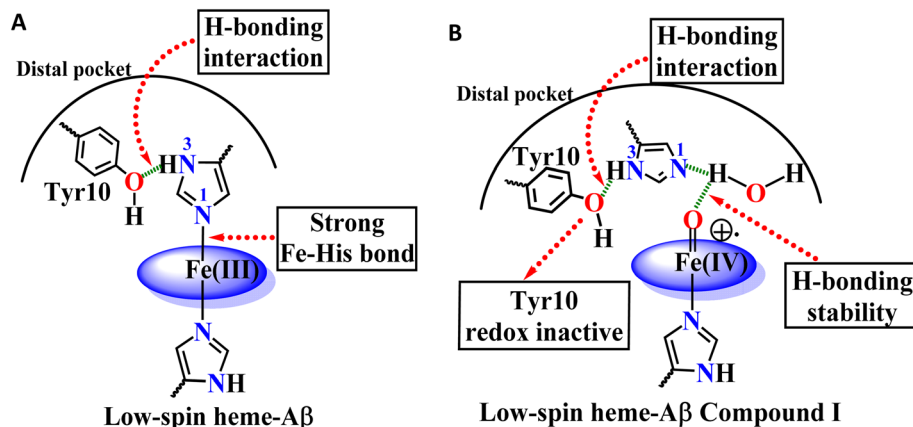 A
H-bonding
interaction
Distal pocket
Tyr10
O
H
H
N
3
1
N
Strong
Fe-His bond
Fe(III)
N
NH
Low-spin heme-Aβ
B
H-bonding
interaction
Distal pocket
Tyr10
O
H
HN
3
N
1
H
O
H
O
⊕·
Fe(IV)
Tyr10
redox inactive
H-bonding
stability
N
NH
Low-spin heme-Aβ Compound I